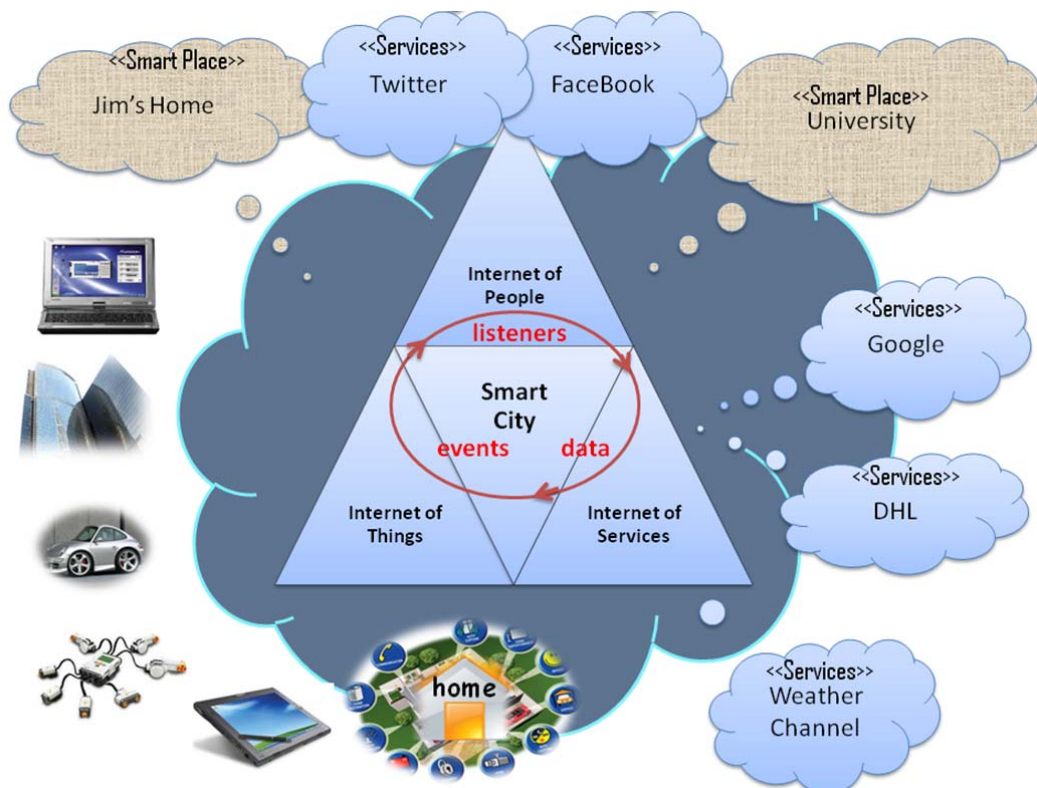 <<Smart Place>>
Jim's Home
<<Services>>
Twitter
<<Services>>
FaceBook
<<Smart Place>>
University
Internet of
People
listeners
Smart
City
events
data
Internet of
Things
Internet of
Services
<<Services>>
Google
<<Services>>
DHL
<<Services>>
Weather
Channel
home